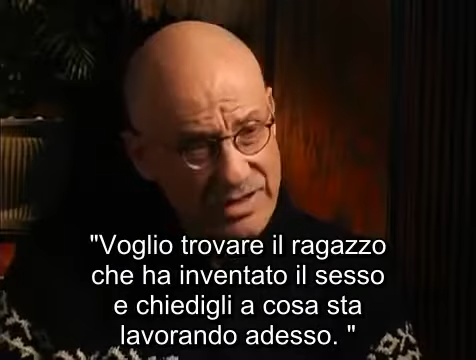 "Voglio trovare il ragazzo
che ha inventato il sesso
e chiedigli a cosa sta
lavorando adesso. "